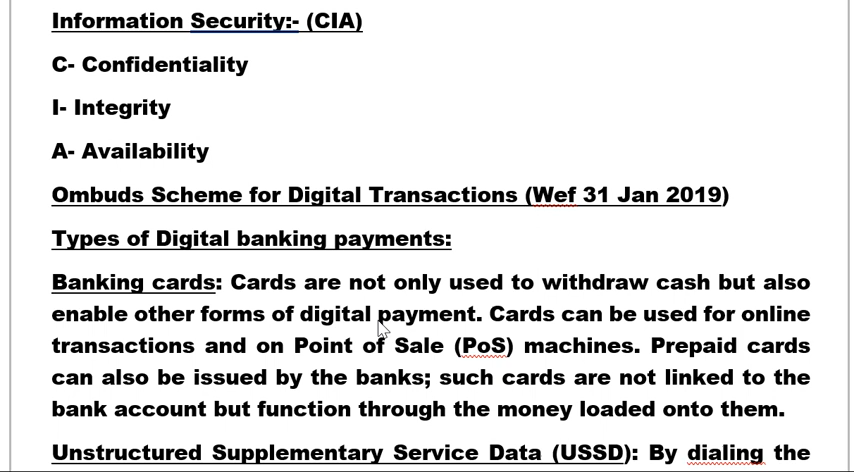 Information Security:- (CIA)
C- Confidentiality
I- Integrity
A- Availability
Ombuds Scheme for Digital Transactions (Wef 31 Jan 2019)
Types of Digital banking payments:
Banking cards: Cards are not only used to withdraw cash but also
enable other forms of digital payment. Cards can be used for online
transactions and on Point of Sale (PoS) machines. Prepaid cards
can also be issued by the banks; such cards are not linked to the
bank account but function through the money loaded onto them.
Unstructured Supplementary Service Data (USSD): By dialing the